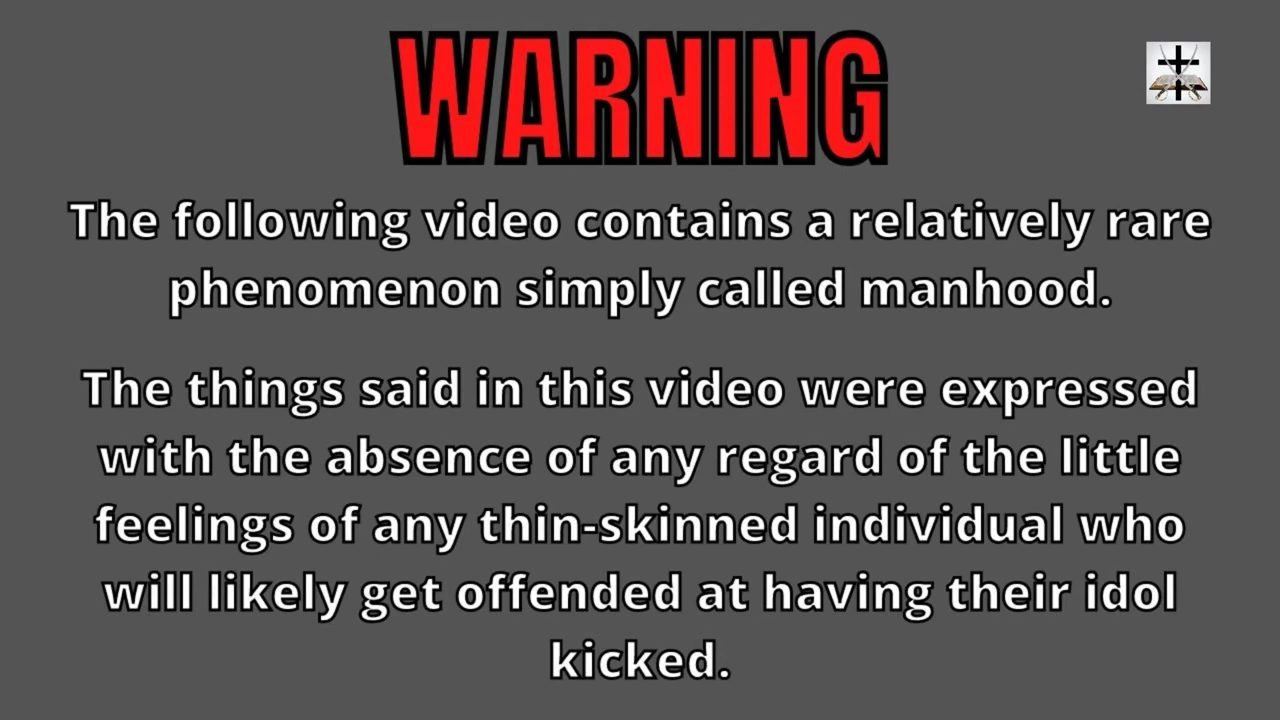 WARNING
The following video contains a relatively rare
phenomenon simply called manhood.
The things said in this video were expressed
with the absence of any regard of the little
feelings of any thin-skinned individual who
will likely get offended at having their idol
kicked.